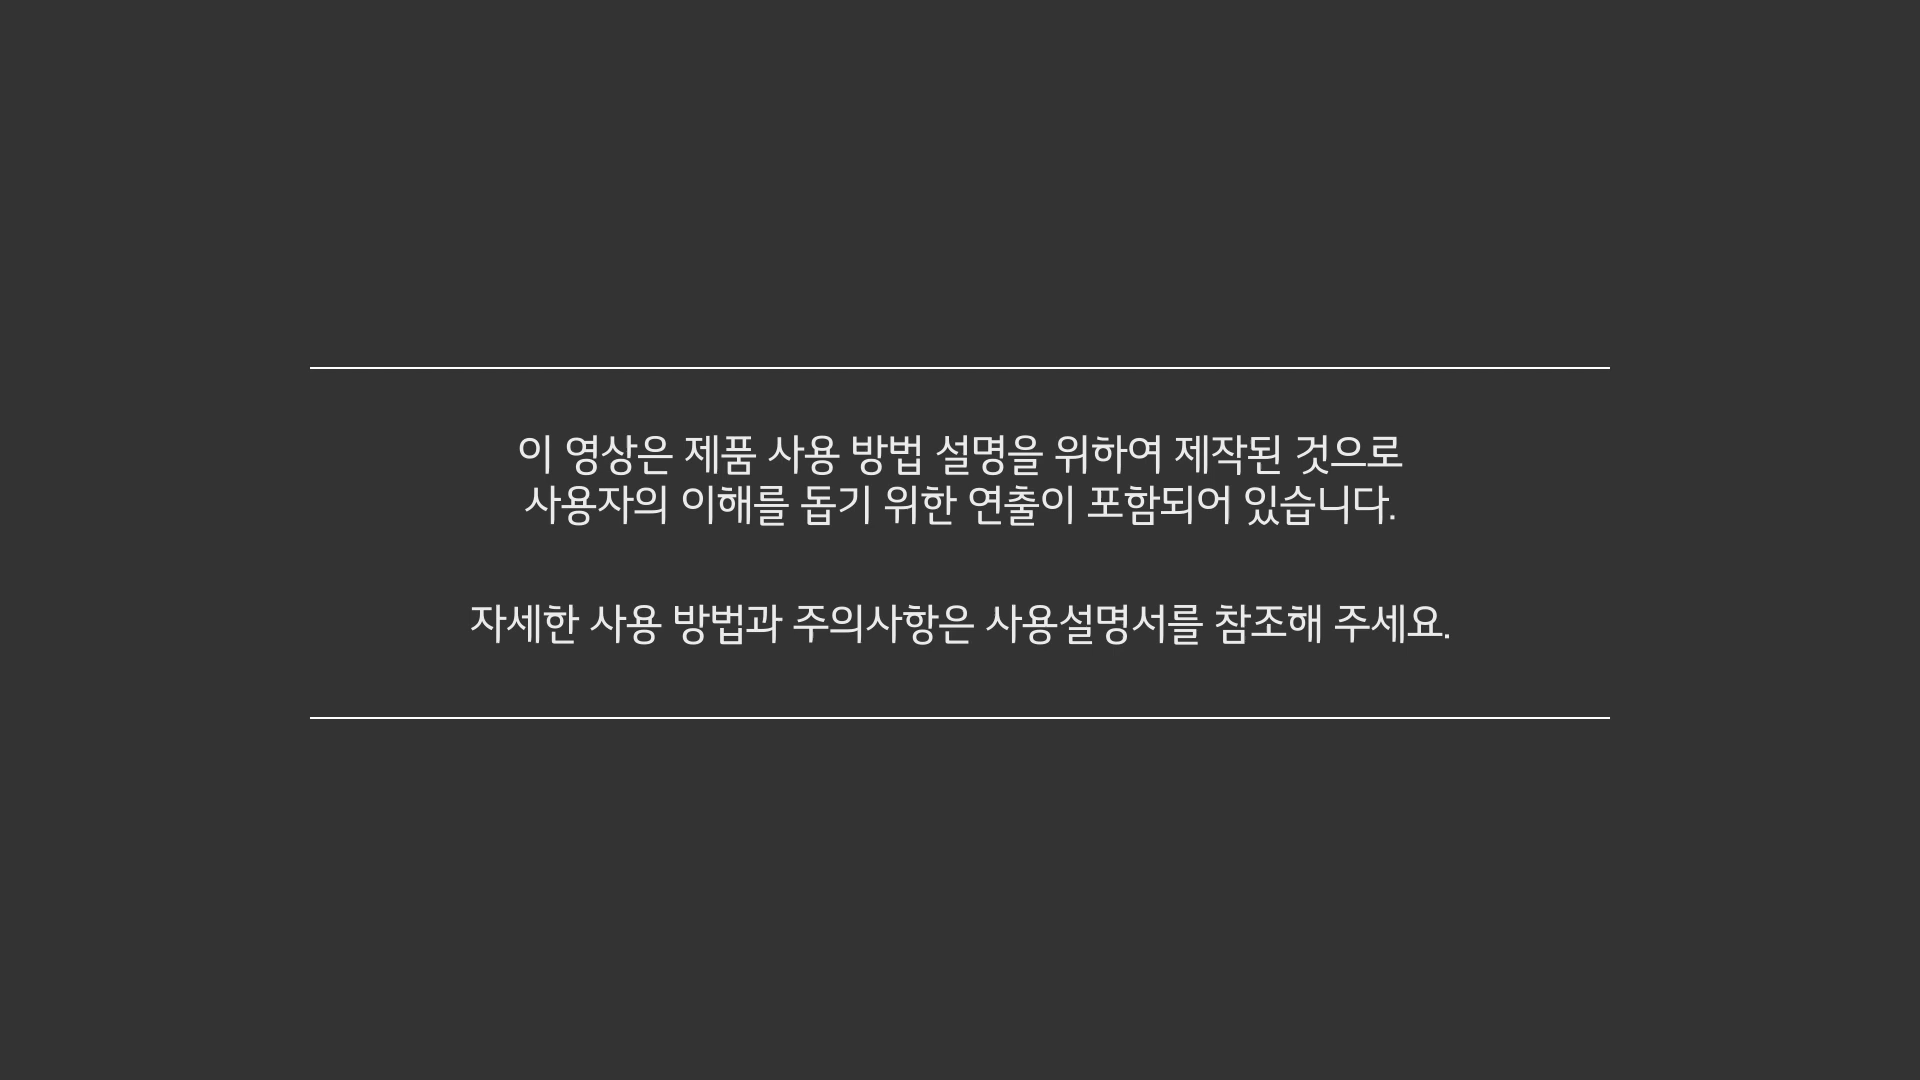 이 영상은 제품 사용 방법 설명을 위하여 제작된 것으로
사용자의 이해를 돕기 위한 연출이 포함되어 있습니다.
자세한 사용 방법과 주의사항은 사용설명서를 참조해 주세요.